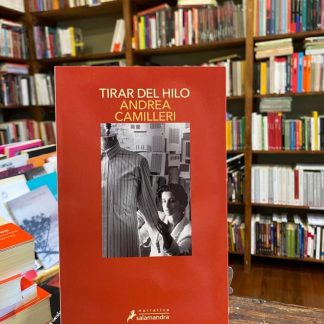 TIRAR DEL HILO
ANDREA
CAMILLERI
narrativa
salamandra